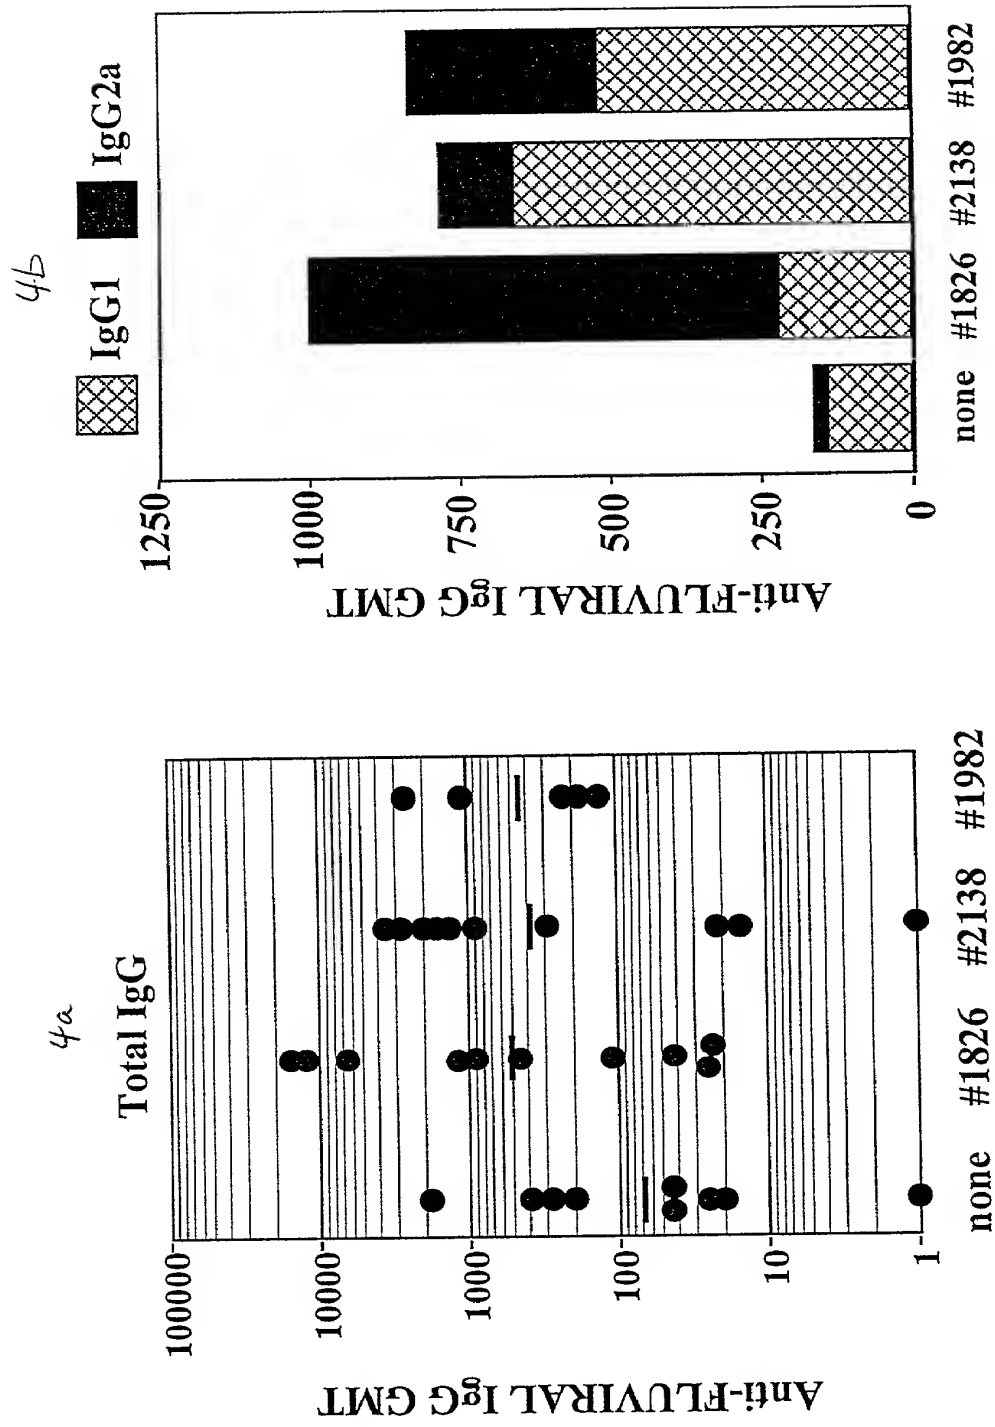 4a
Total IgG
Anti-FLUVIRAL IgG GMT
100000
10000
1000
100
10
1
none #1826 #2138 #1982
4b
IgG1 IgG2a
Anti-FLUVIRAL IgG GMT
1250
1000
750
500
250
0
none #1826 #2138 #1982